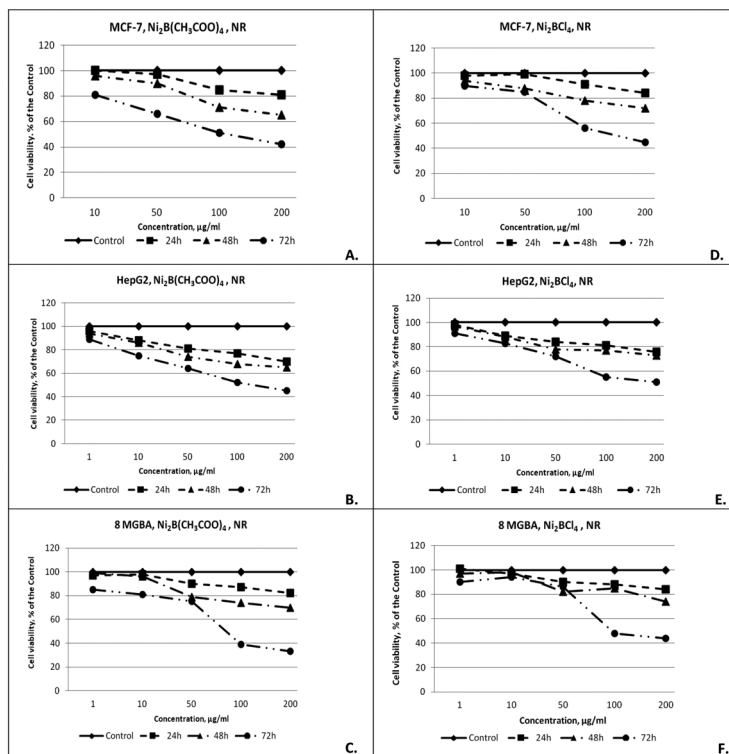 MCF-7, Ni₂B(CH₃COO)₄ , NR
Cell viability. % of the Control
120
100
80
60
40
20
0
10 50 100 200
Concentration, µg/ml
Control 24h 48h 72h
A.
MCF-7, Ni₂BCl₄ , NR
Cell viability, % of the Control
120
100
80
60
40
20
0
10 50 100 200
Concentration, µg/ml
Control 24h 48h 72h
D.
HepG2, Ni₂B(CH₃COO)₄ , NR
Cell viability, % of the Control
120
100
80
60
40
20
0
1 10 50 100 200
Concentration, µg/ml
Control 24h 48h 72h
B.
HepG2, Ni₂BCl₄, NR
Cell viability, % of the Control
120
100
80
60
40
20
0
1 10 50 100 200
Concentration, µg/ml
Control 24h 48h 72h
E.
8 MGBA, Ni₂B(CH₃COO)₄ , NR
Cell viability, % of the Control
120
100
80
60
40
20
0
1 10 50 100 200
Concentration, µg/ml
Control 24h 48h 72h
C.
8 MGBA, Ni₂BCl₄ , NR
Cell viability, % of the Control
120
100
80
60
40
20
0
1 10 50 100 200
Concentration, µg/ml
Control 24h 48h 72h
F.